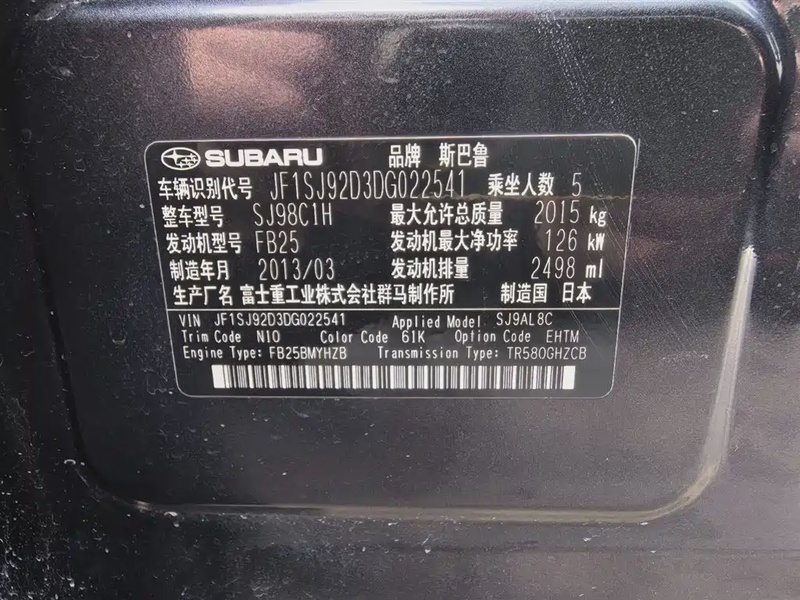 SUBARU 品牌 斯巴鲁
车辆识别代号 JF1SJ92D3DG022541 乘坐人数 5
整车型号 SJ98C1H 最大允许总质量 2015 kg
发动机型号 FB25 发动机最大净功率 126 kW
制造年月 2013/03 发动机排量 2498 ml
生产厂名 富士重工业株式会社群马制作所 制造国 日本
VIN JF1SJ92D3DG022541 Applied Model SJ9AL8C
Trim Code N10 Color Code 61K Option Code EHTM
Engine Type: FB25BMYHZB Transmission Type: TR580GHZCB